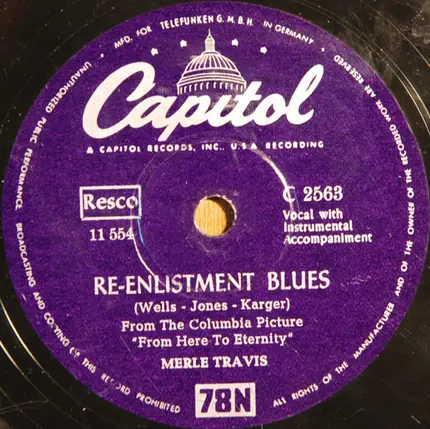 MFD. FOR TELEFUNKEN G.M.B.H. IN GERMANY
Capitol
A CAPITOL RECORDS, INC., U.S.A RECORDING
Resco
11 554
C 2563
Vocal with
Instrumental
Accompaniment
RE-ENLISTMENT BLUES
(Wells - Jones - Karger)
From The Columbia Picture
"From Here To Eternity"
MERLE TRAVIS
78N
UNAUTHORIZED PUBLIC PERFORMANCE, BROADCASTING AND COPYING OF THIS RECORD PROHIBITED
ALL RIGHTS OF THE MANUFACTURER AND OF THE OWNER OF THE RECORDED WORK ARE RESERVED